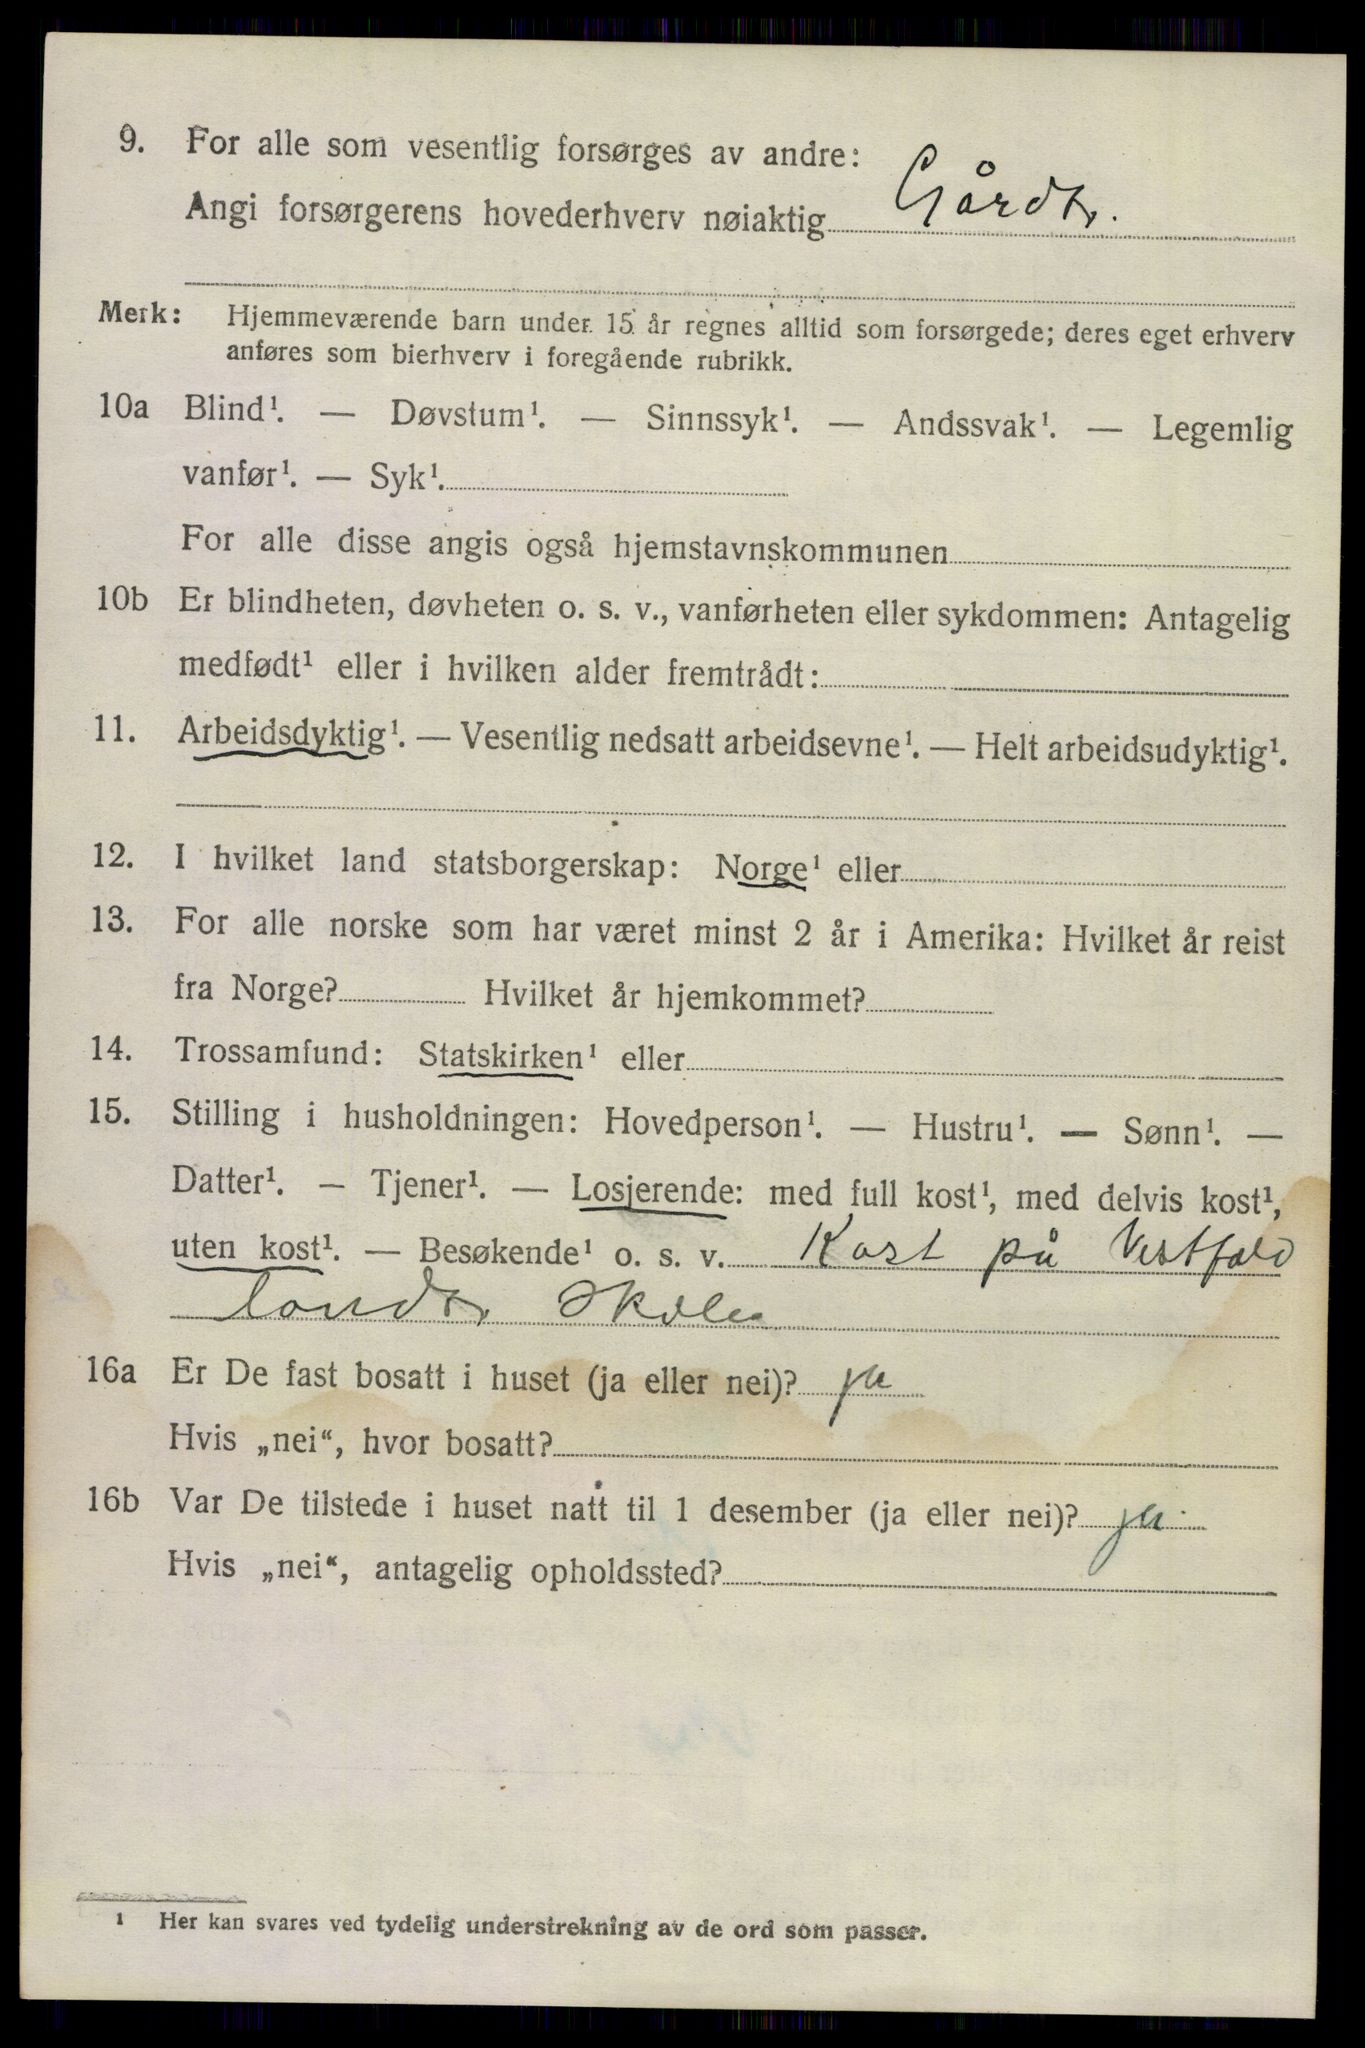 9. For alle som vesentlig forsørges av andre:
Angi forsørgerens hovederhverv nøiaktig Gårdbr.
Merk: Hjemmeværende barn under 15 år regnes alltid som forsørgede; deres eget erhverv
anføres som bierhverv i foregående rubrikk.
10a Blind¹. — Døvstum¹. — Sinnssyk¹. — Andssvak¹. — Legemlig
vanfør¹. — Syk¹.
For alle disse angis også hjemstavnskommunen
10b Er blindheten, døvheten o. s. v., vanførheten eller sykdommen: Antagelig
medfødt¹ eller i hvilken alder fremtrådt:
11. Arbeidsdyktig¹. — Vesentlig nedsatt arbeidsevne¹. — Helt arbeidsudyktig¹.
12. I hvilket land statsborgerskap: Norge¹ eller
13. For alle norske som har været minst 2 år i Amerika: Hvilket år reist
fra Norge? Hvilket år hjemkommet?
14. Trossamfund: Statskirken¹ eller
15. Stilling i husholdningen: Hovedperson¹. — Hustru¹. — Sønn¹. —
Datter¹. — Tjener¹. — Losjerende: med full kost¹, med delvis kost¹,
uten kost¹. — Besøkende¹ o. s. v. Kost på Vestfold
landbr skole
16a Er De fast bosatt i huset (ja eller nei)? ja
Hvis „nei“, hvor bosatt?
16b Var De tilstede i huset natt til 1 desember (ja eller nei)? ja
Hvis „nei“, antagelig opholdssted?
¹ Her kan svares ved tydelig understrekning av de ord som passer.